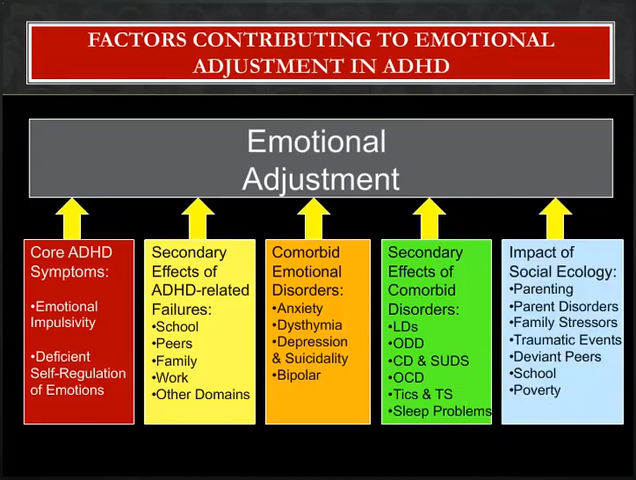 FACTORS CONTRIBUTING TO EMOTIONAL
ADJUSTMENT IN ADHD
Emotional
Adjustment
Core ADHD
Symptoms:
•Emotional
Impulsivity
•Deficient
Self-Regulation
of Emotions
Secondary
Effects of
ADHD-related
Failures:
•School
•Peers
•Family
•Work
•Other Domains
Comorbid
Emotional
Disorders:
•Anxiety
•Dysthymia
•Depression
& Suicidality
•Bipolar
Secondary
Effects of
Comorbid
Disorders:
•LDs
•ODD
•CD & SUDS
•OCD
•Tics & TS
•Sleep Problems
Impact of
Social Ecology:
•Parenting
•Parent Disorders
•Family Stressors
•Traumatic Events
•Deviant Peers
•School
•Poverty